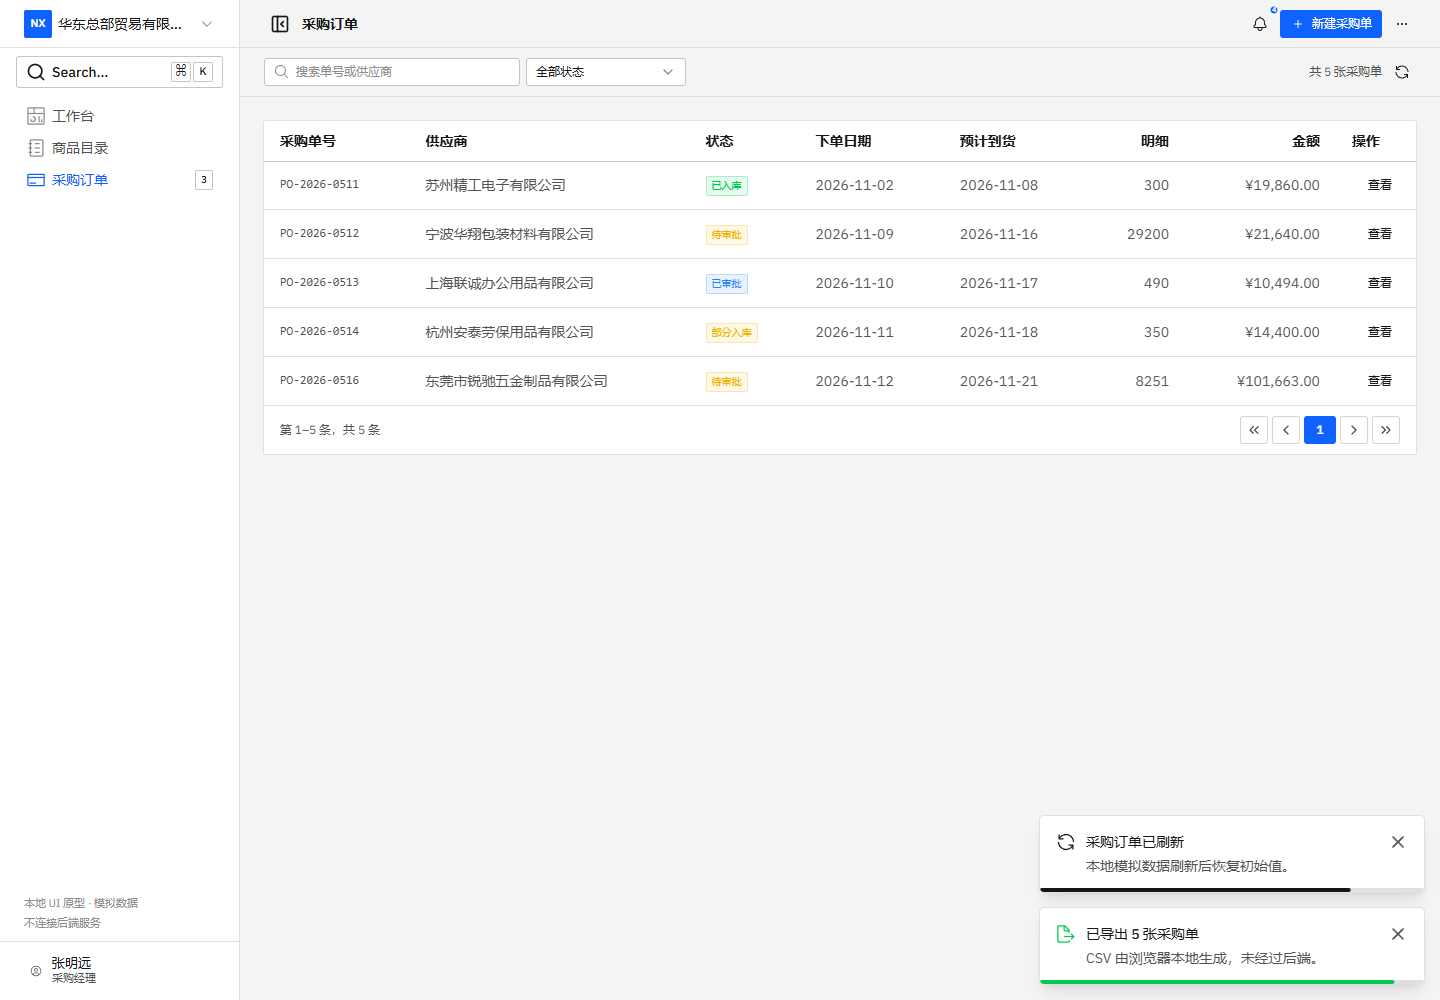 NX 华东总部贸易有限...
Search... ⌘ K
工作台
商品目录
采购订单 3
本地 UI 原型 · 模拟数据
不连接后端服务
张明远
采购经理
采购订单
4
新建采购单
搜索单号或供应商
全部状态
共 5 张采购单
采购单号 供应商 状态 下单日期 预计到货 明细 金额 操作
PO-2026-0511 苏州精工电子有限公司 已入库 2026-11-02 2026-11-08 300 ¥19,860.00 查看
PO-2026-0512 宁波华翔包装材料有限公司 待审批 2026-11-09 2026-11-16 29200 ¥21,640.00 查看
PO-2026-0513 上海联诚办公用品有限公司 已审批 2026-11-10 2026-11-17 490 ¥10,494.00 查看
PO-2026-0514 杭州安泰劳保用品有限公司 部分入库 2026-11-11 2026-11-18 350 ¥14,400.00 查看
PO-2026-0516 东莞市锐驰五金制品有限公司 待审批 2026-11-12 2026-11-21 8251 ¥101,663.00 查看
第 1–5 条，共 5 条
1
采购订单已刷新
本地模拟数据刷新后恢复初始值。
已导出 5 张采购单
CSV 由浏览器本地生成，未经过后端。